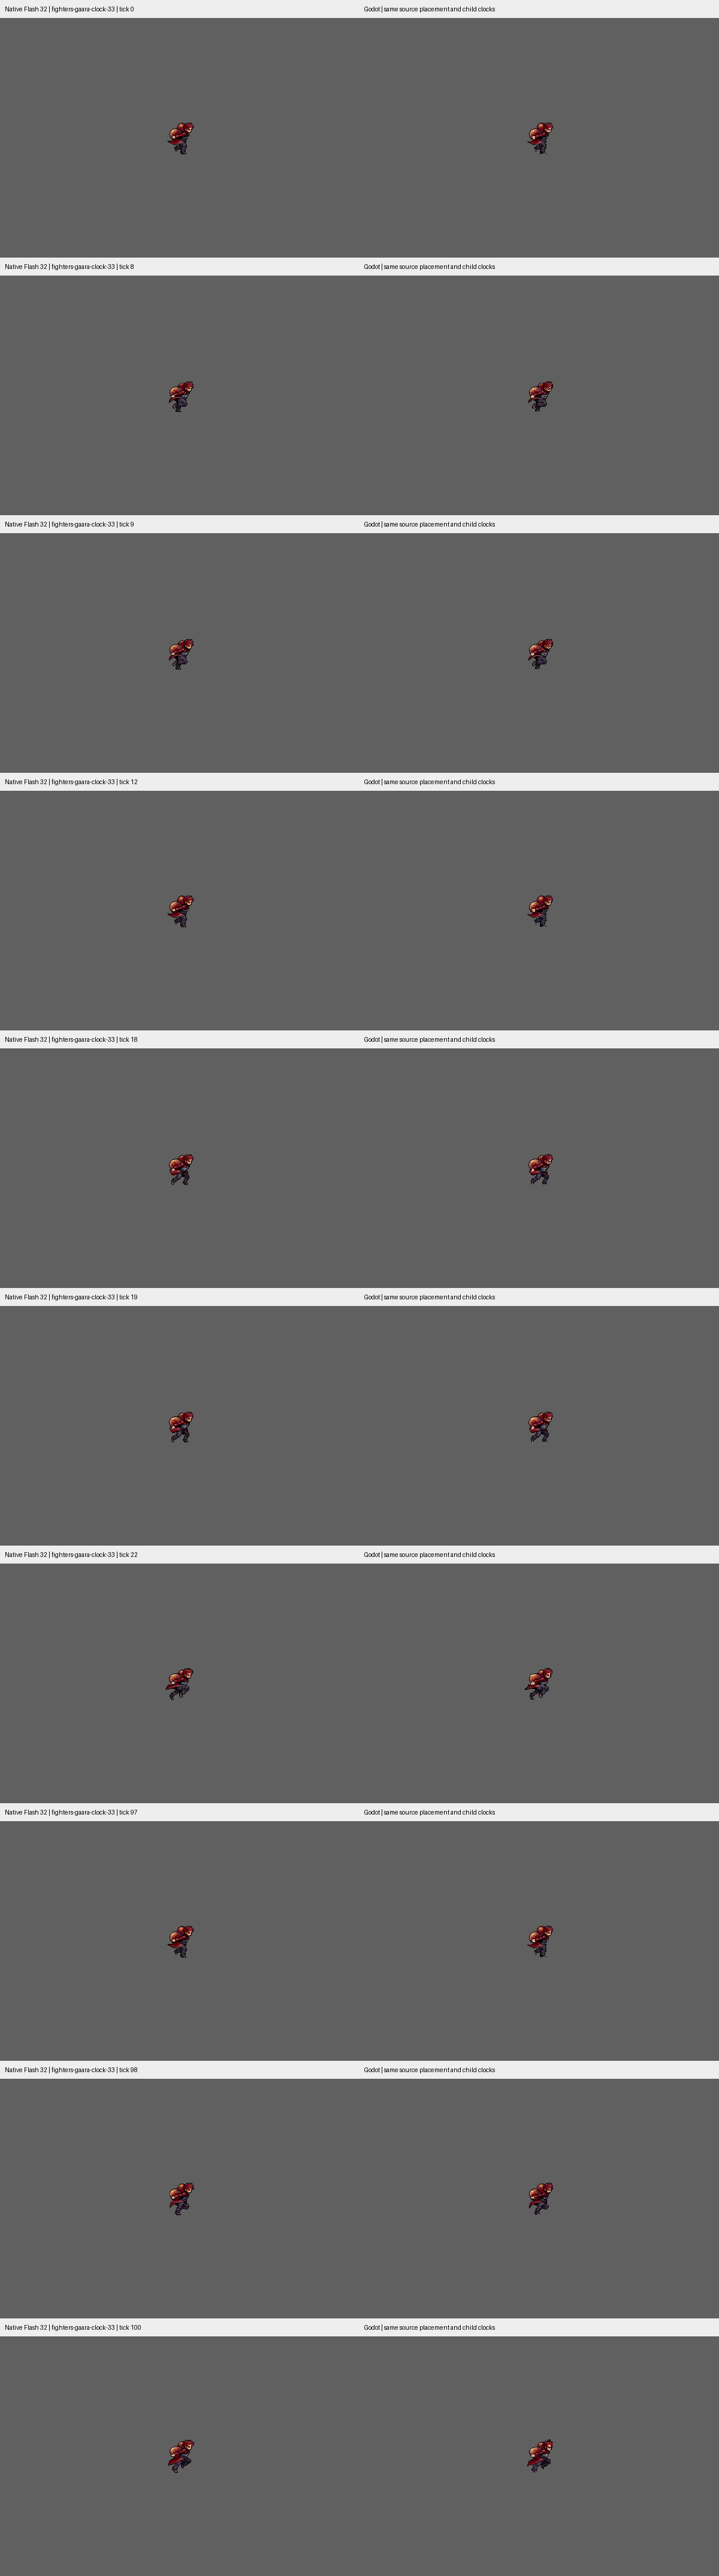 Native Flash 32 | fighters-gaara-clock-33 | tick 0
Godot | same source placement and child clocks
Native Flash 32 | fighters-gaara-clock-33 | tick 8
Godot | same source placement and child clocks
Native Flash 32 | fighters-gaara-clock-33 | tick 9
Godot | same source placement and child clocks
Native Flash 32 | fighters-gaara-clock-33 | tick 12
Godot | same source placement and child clocks
Native Flash 32 | fighters-gaara-clock-33 | tick 18
Godot | same source placement and child clocks
Native Flash 32 | fighters-gaara-clock-33 | tick 19
Godot | same source placement and child clocks
Native Flash 32 | fighters-gaara-clock-33 | tick 22
Godot | same source placement and child clocks
Native Flash 32 | fighters-gaara-clock-33 | tick 97
Godot | same source placement and child clocks
Native Flash 32 | fighters-gaara-clock-33 | tick 98
Godot | same source placement and child clocks
Native Flash 32 | fighters-gaara-clock-33 | tick 100
Godot | same source placement and child clocks